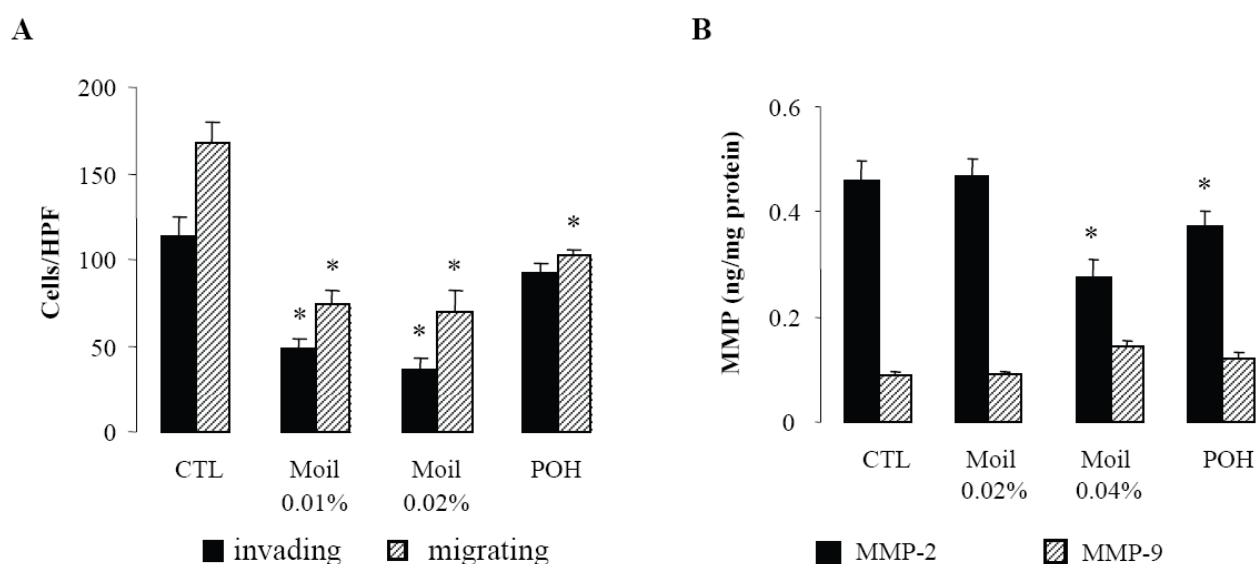 A
Cells/HPF
200
150
100
50
0
*
*
*
*
*
CTL
Moil
0.01%
Moil
0.02%
POH
invading
migrating
B
MMP (ng/mg protein)
0.6
0.4
0.2
0
*
*
CTL
Moil
0.02%
Moil
0.04%
POH
MMP-2
MMP-9